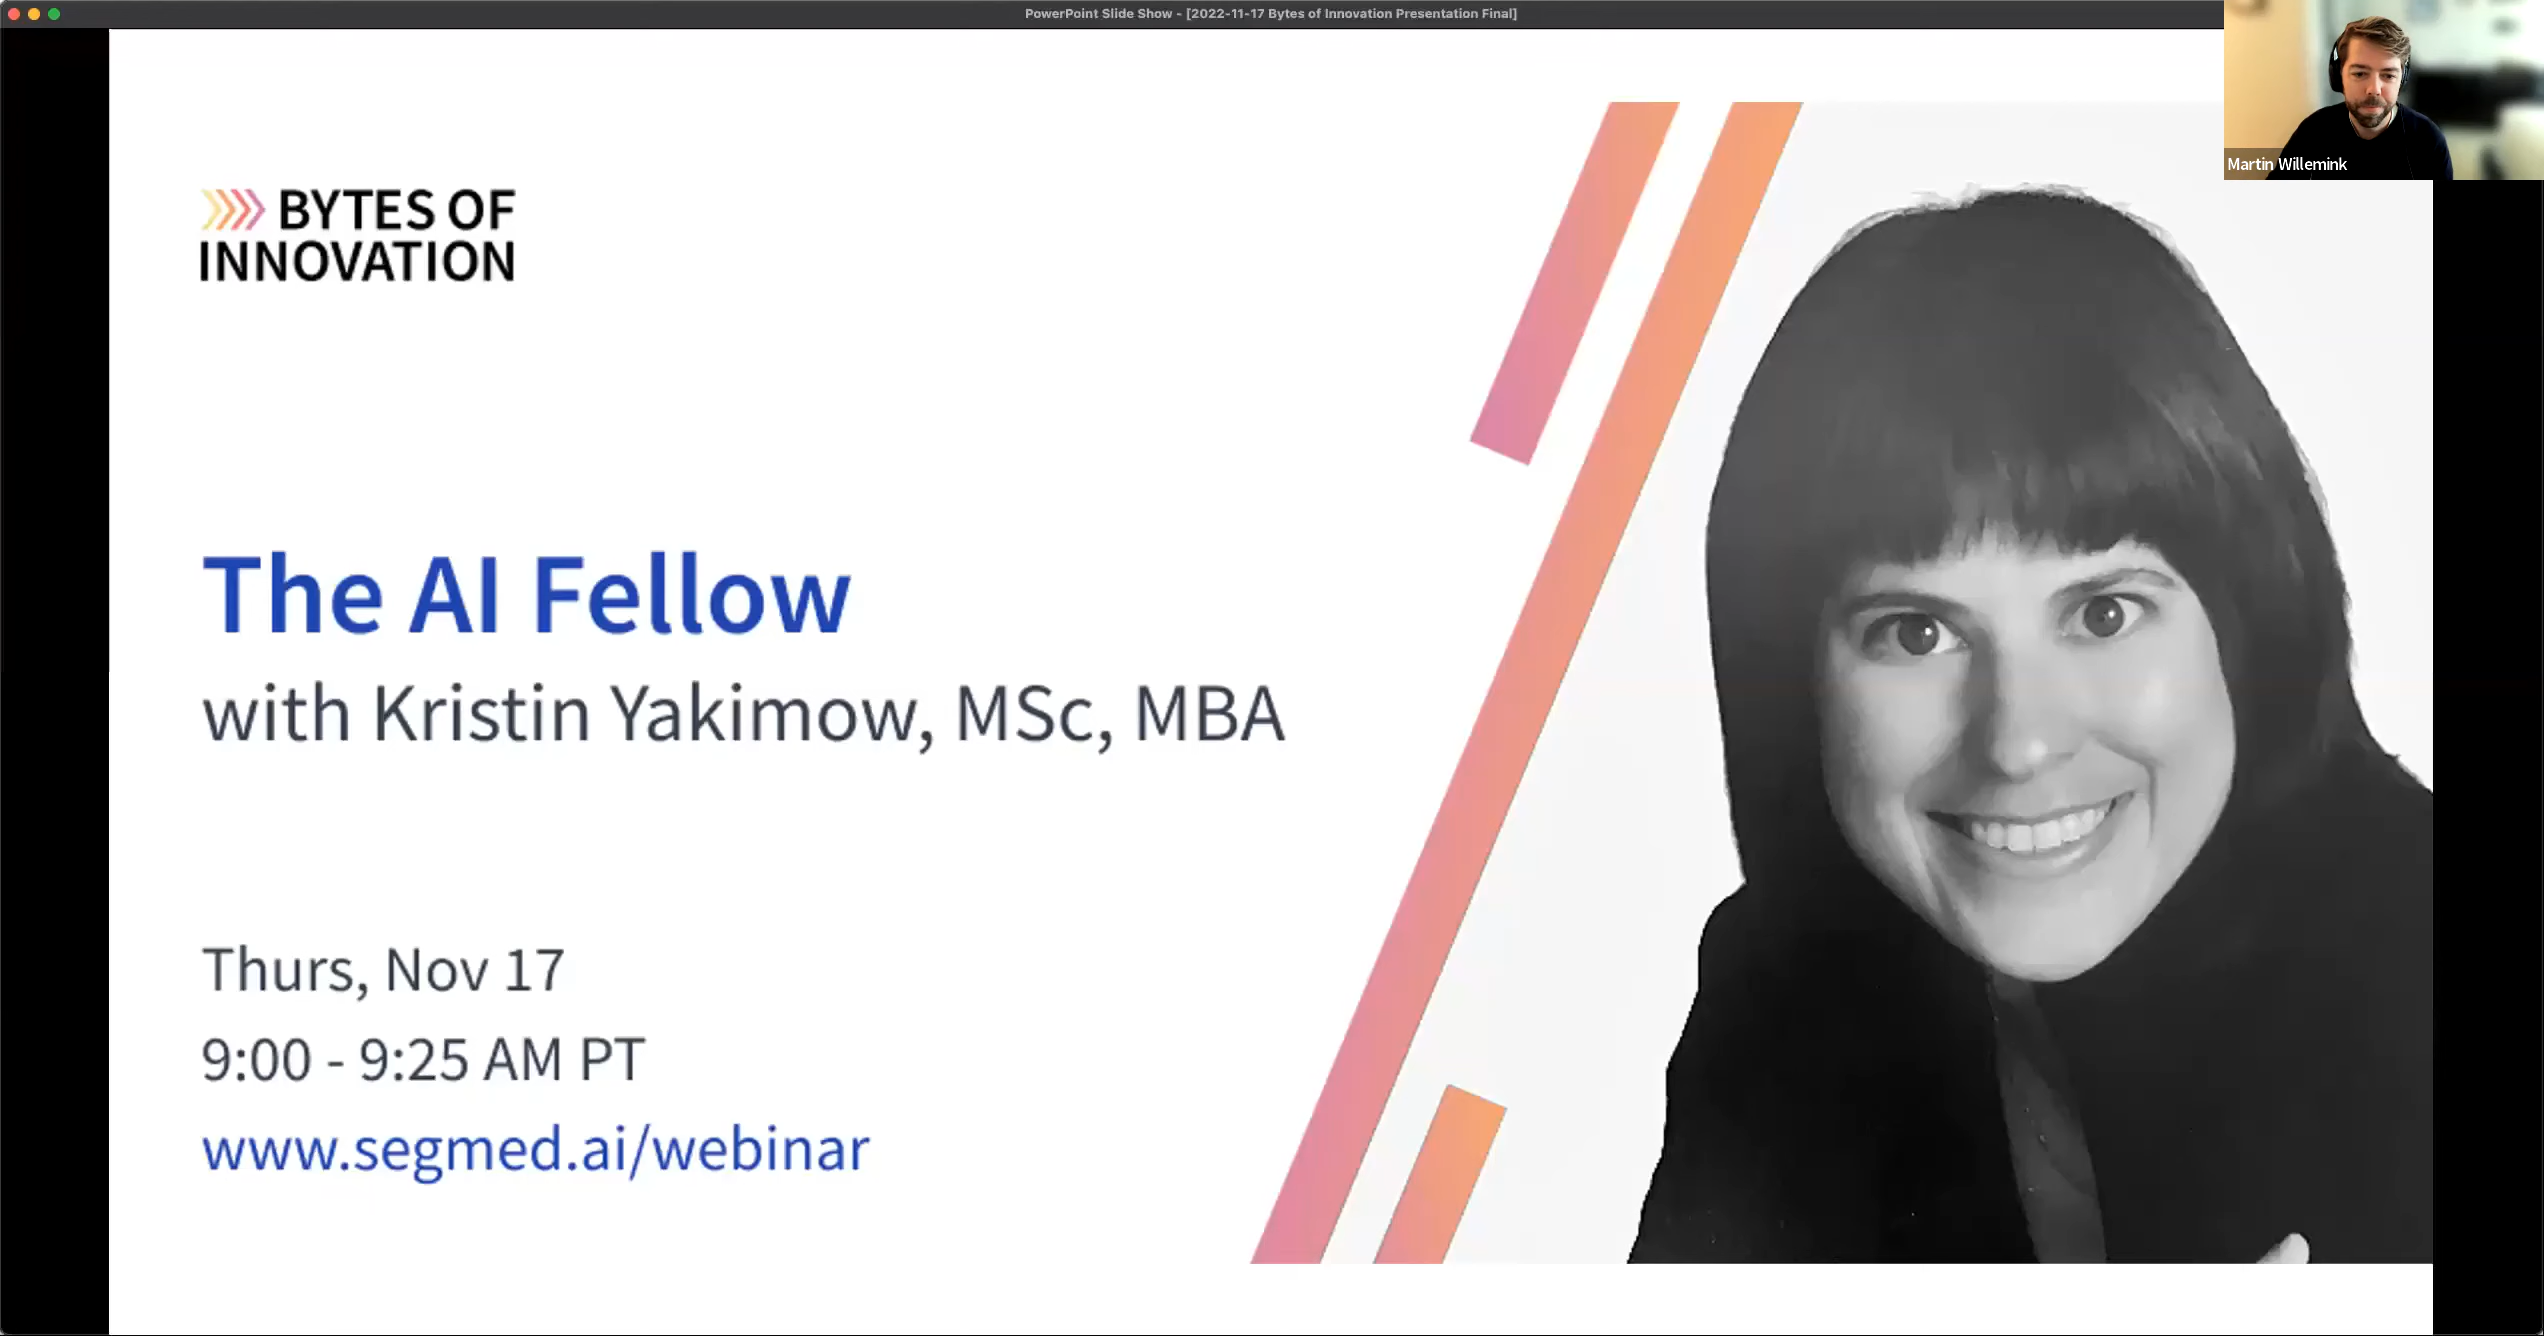 PowerPoint Slide Show - [2022-11-17 Bytes of Innovation Presentation Final]
Martin Willemink
BYTES OF
INNOVATION
The AI Fellow
with Kristin Yakimow, MSc, MBA
Thurs, Nov 17
9:00 - 9:25 AM PT
www.segmed.ai/webinar